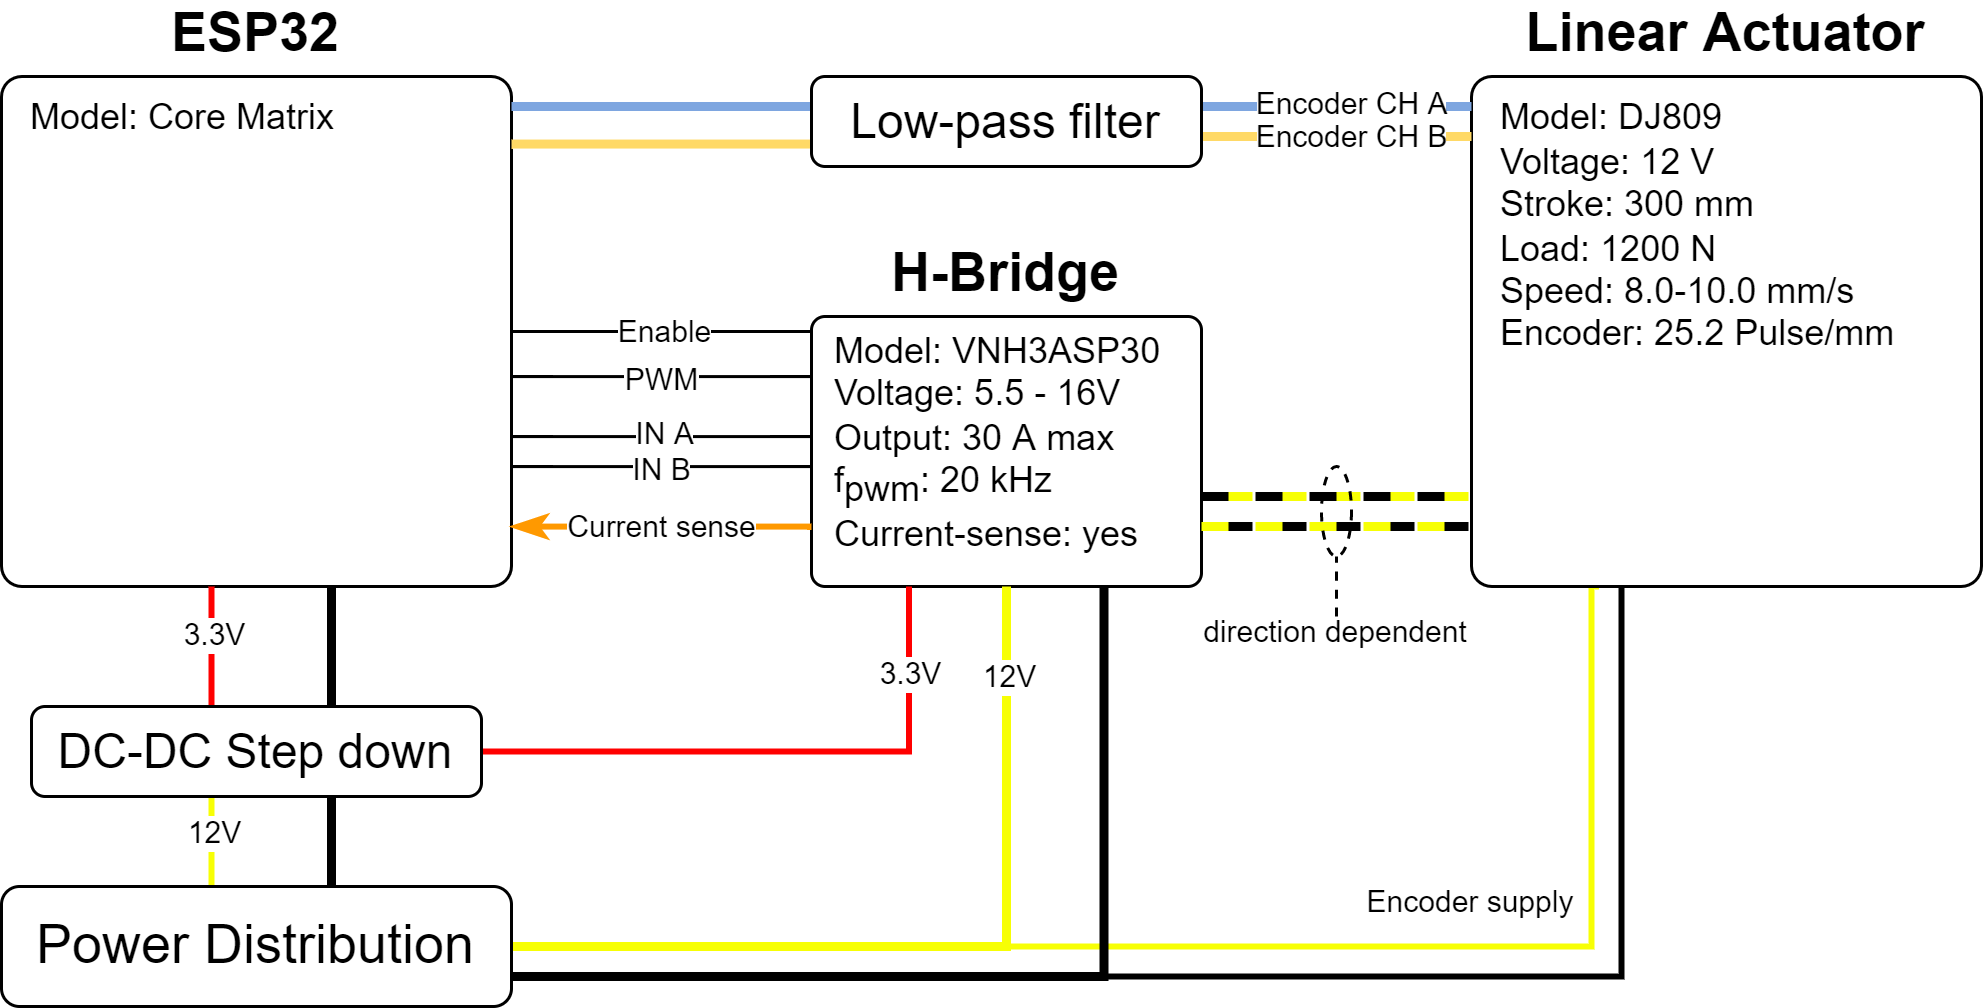 ESP32
Linear Actuator
Model: Core Matrix
Low-pass filter
Encoder CH A
Encoder CH B
Model: DJ809
Voltage: 12 V
Stroke: 300 mm
Load: 1200 N
Speed: 8.0-10.0 mm/s
Encoder: 25.2 Pulse/mm
H-Bridge
Enable
PWM
IN A
IN B
Current sense
Model: VNH3ASP30
Voltage: 5.5 - 16V
Output: 30 A max
fpwm: 20 kHz
Current-sense: yes
direction dependent
3.3V
3.3V
12V
DC-DC Step down
12V
Encoder supply
Power Distribution